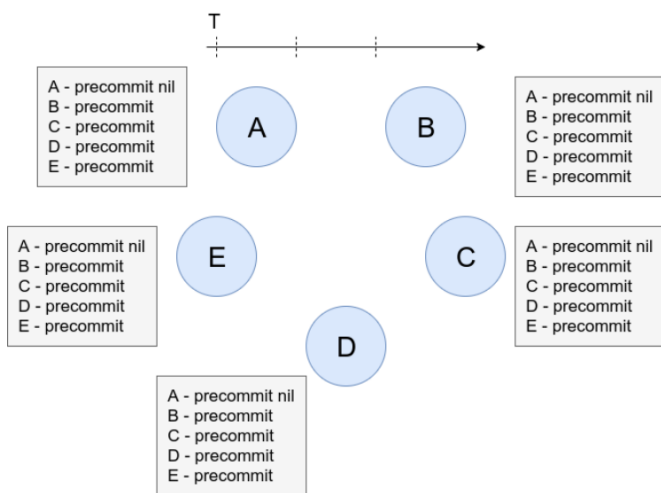 T
A - precommit nil
B - precommit
C - precommit
D - precommit
E - precommit
A
B
A - precommit nil
B - precommit
C - precommit
D - precommit
E - precommit
A - precommit nil
B - precommit
C - precommit
D - precommit
E - precommit
E
C
A - precommit nil
B - precommit
C - precommit
D - precommit
E - precommit
D
A - precommit nil
B - precommit
C - precommit
D - precommit
E - precommit